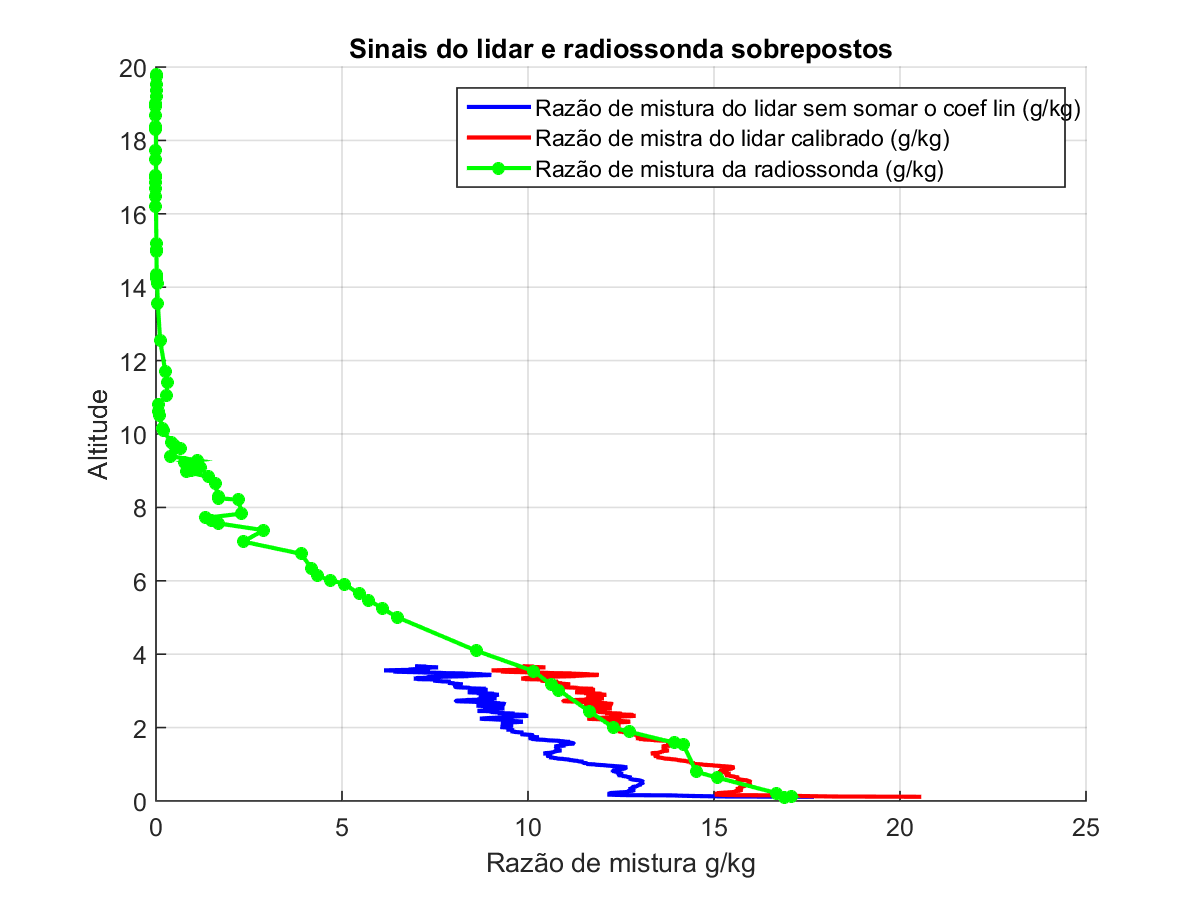 Sinais do lidar e radiossonda sobrepostos
Razão de mistura do lidar sem somar o coef lin (g/kg)
Razão de mistra do lidar calibrado (g/kg)
Razão de mistura da radiossonda (g/kg)
20
18
16
14
12
10
8
6
4
2
0
Altitude
0 5 10 15 20 25
Razão de mistura g/kg